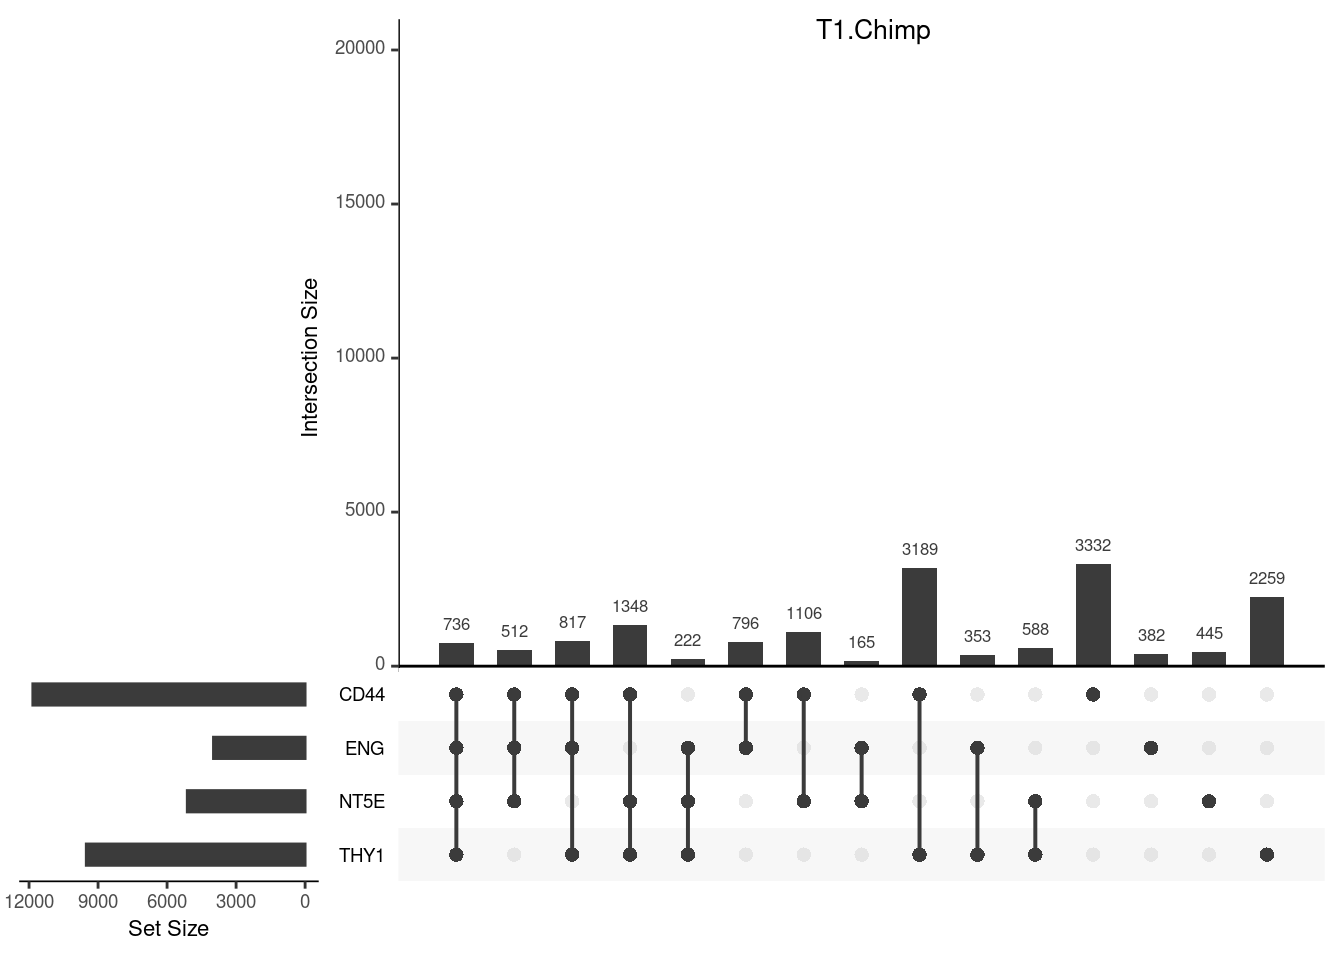 T1.Chimp
20000
15000
10000
5000
0
Intersection Size
736
512
817
1348
222
796
1106
165
3189
353
588
3332
382
445
2259
CD44
ENG
NT5E
THY1
12000 9000 6000 3000 0
Set Size